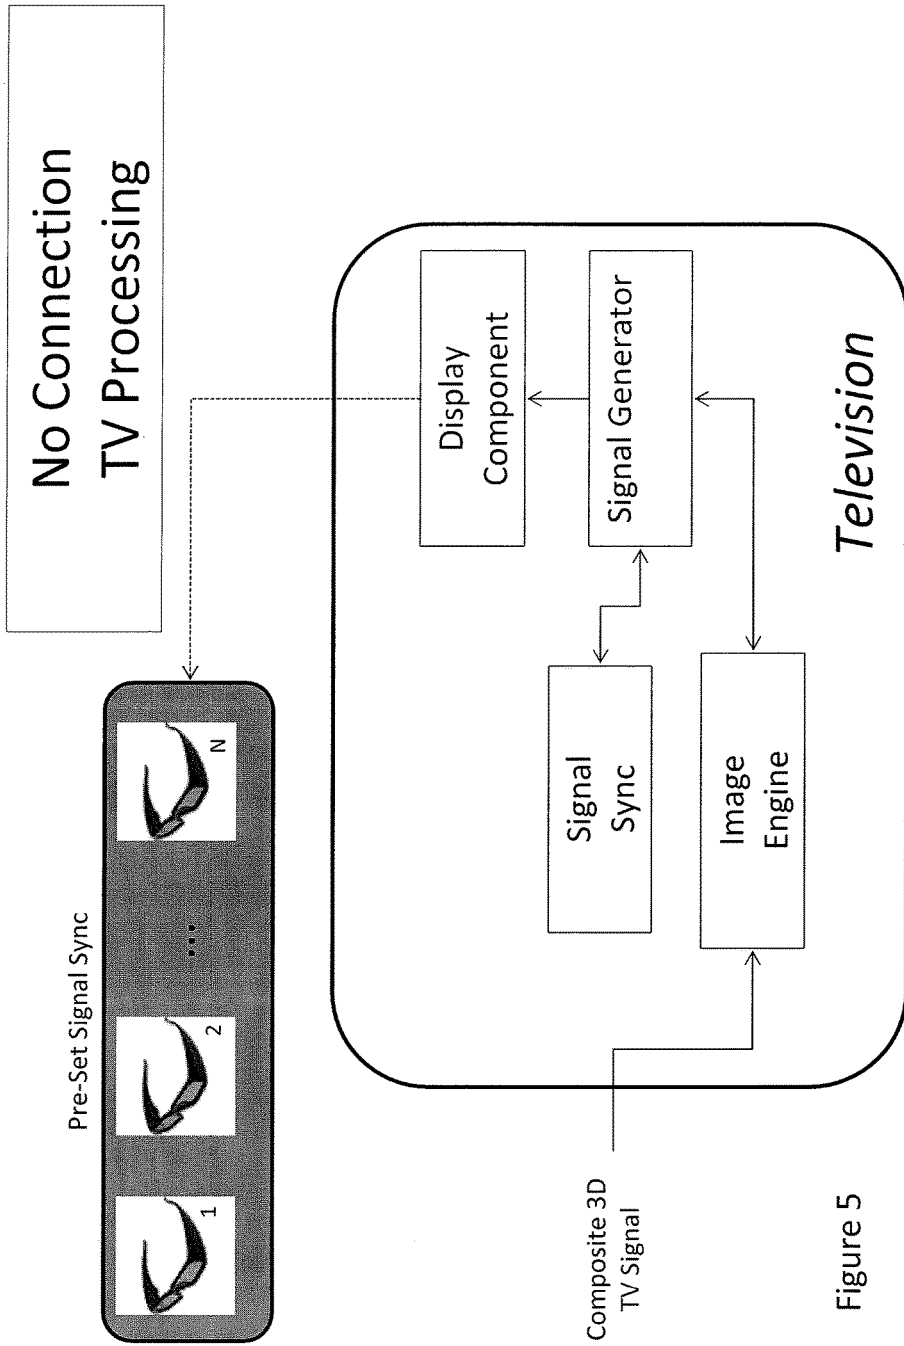 No Connection
TV Processing
Pre-Set Signal Sync
1
2
...
N
Composite 3D
TV Signal
Signal
Sync
Image
Engine
Display
Component
Signal Generator
Television
Figure 5